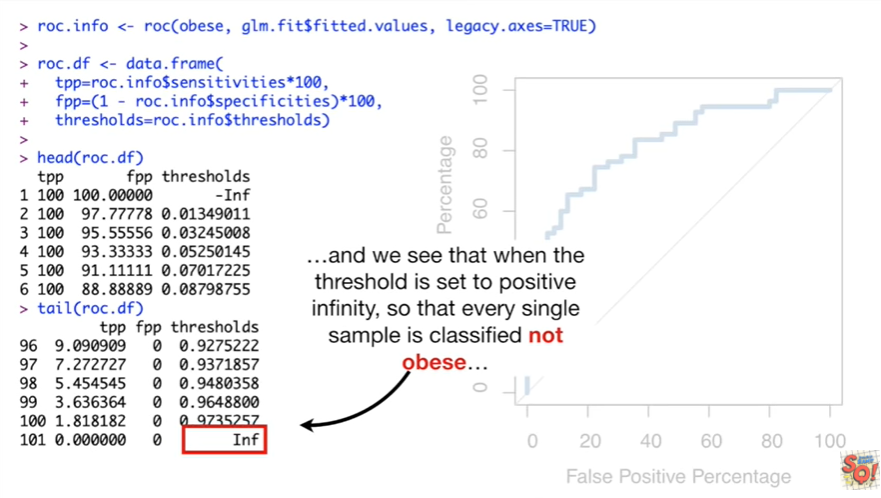 > roc.info <- roc(obese, glm.fit$fitted.values, legacy.axes=TRUE)
>
> roc.df <- data.frame(
+ tpp=roc.info$sensitivities*100,
+ fpp=(1 - roc.info$specificities)*100,
+ thresholds=roc.info$thresholds)
>
> head(roc.df)
tpp fpp thresholds
1 100 100.00000 -Inf
2 100 97.77778 0.01349011
3 100 95.55556 0.03245008
4 100 93.33333 0.05250145
5 100 91.11111 0.07017225
6 100 88.88889 0.08798755
> tail(roc.df)
tpp fpp thresholds
96 9.090909 0 0.9275222
97 7.272727 0 0.9371857
98 5.454545 0 0.9480358
99 3.636364 0 0.9648800
100 1.818182 0 0.9735257
101 0.000000 0 Inf
…and we see that when the
threshold is set to positive
infinity, so that every single
sample is classified not
obese…
Percentage
100
80
60
0
0 20 40 60 80 100
False Positive Percentage
SO!